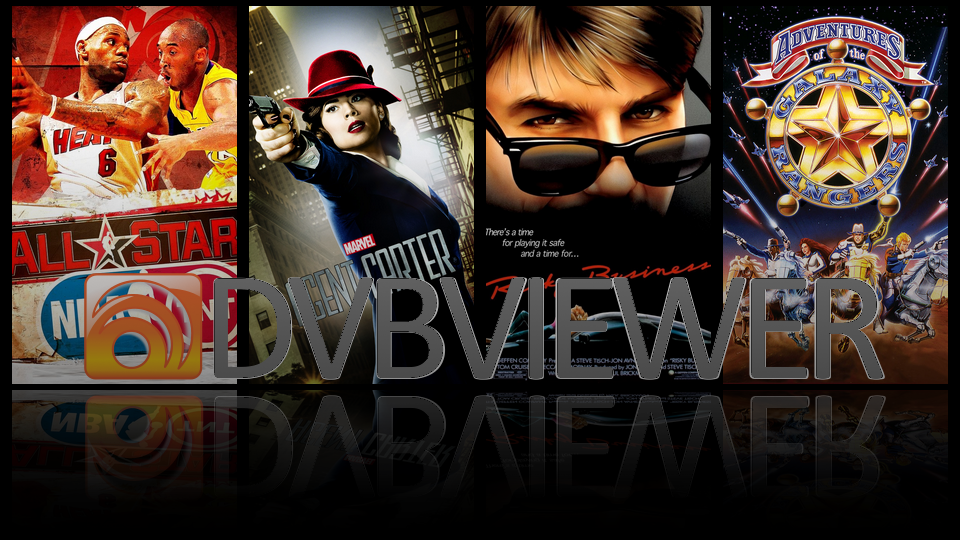 HEAT
6
ALL STAR
NBA
MARVEL
AGENT CARTER
There's a time
for playing it safe
and a time for...
Risky Business
ADVENTURES
of the
GALAXY
RANGERS
DVBVIEWER